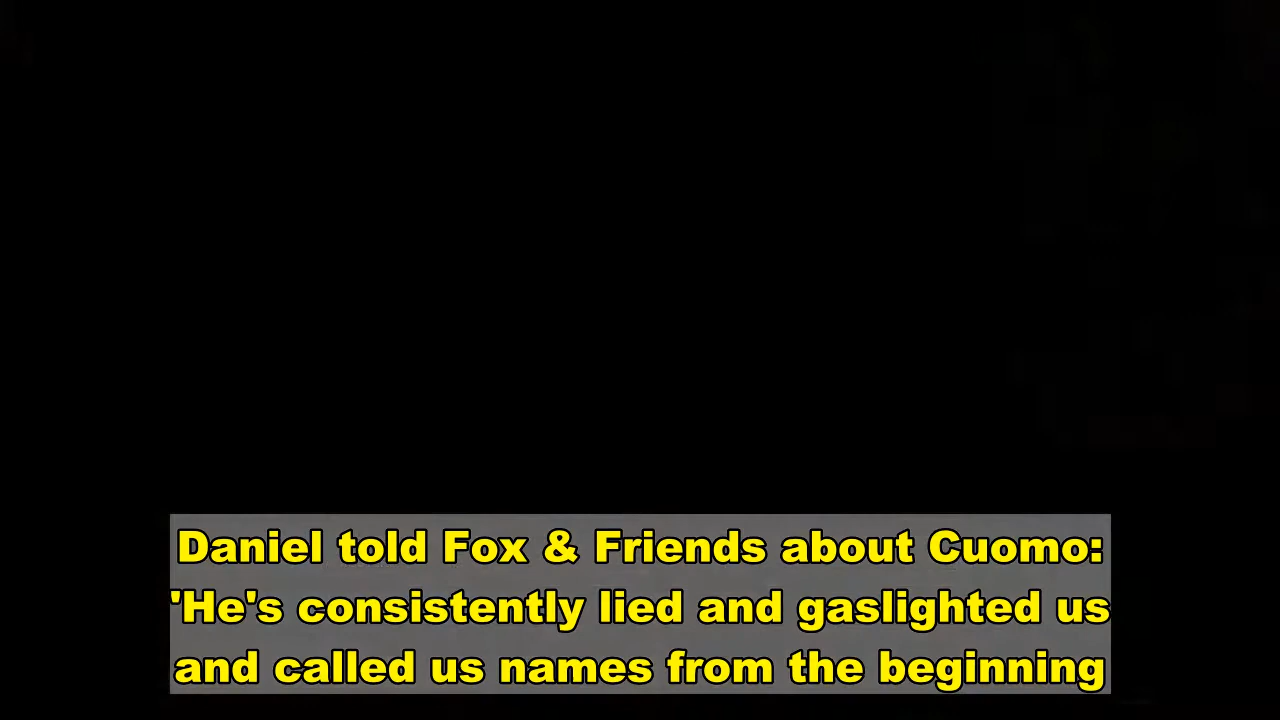 Daniel told Fox & Friends about Cuomo:
'He's consistently lied and gaslighted us
and called us names from the beginning